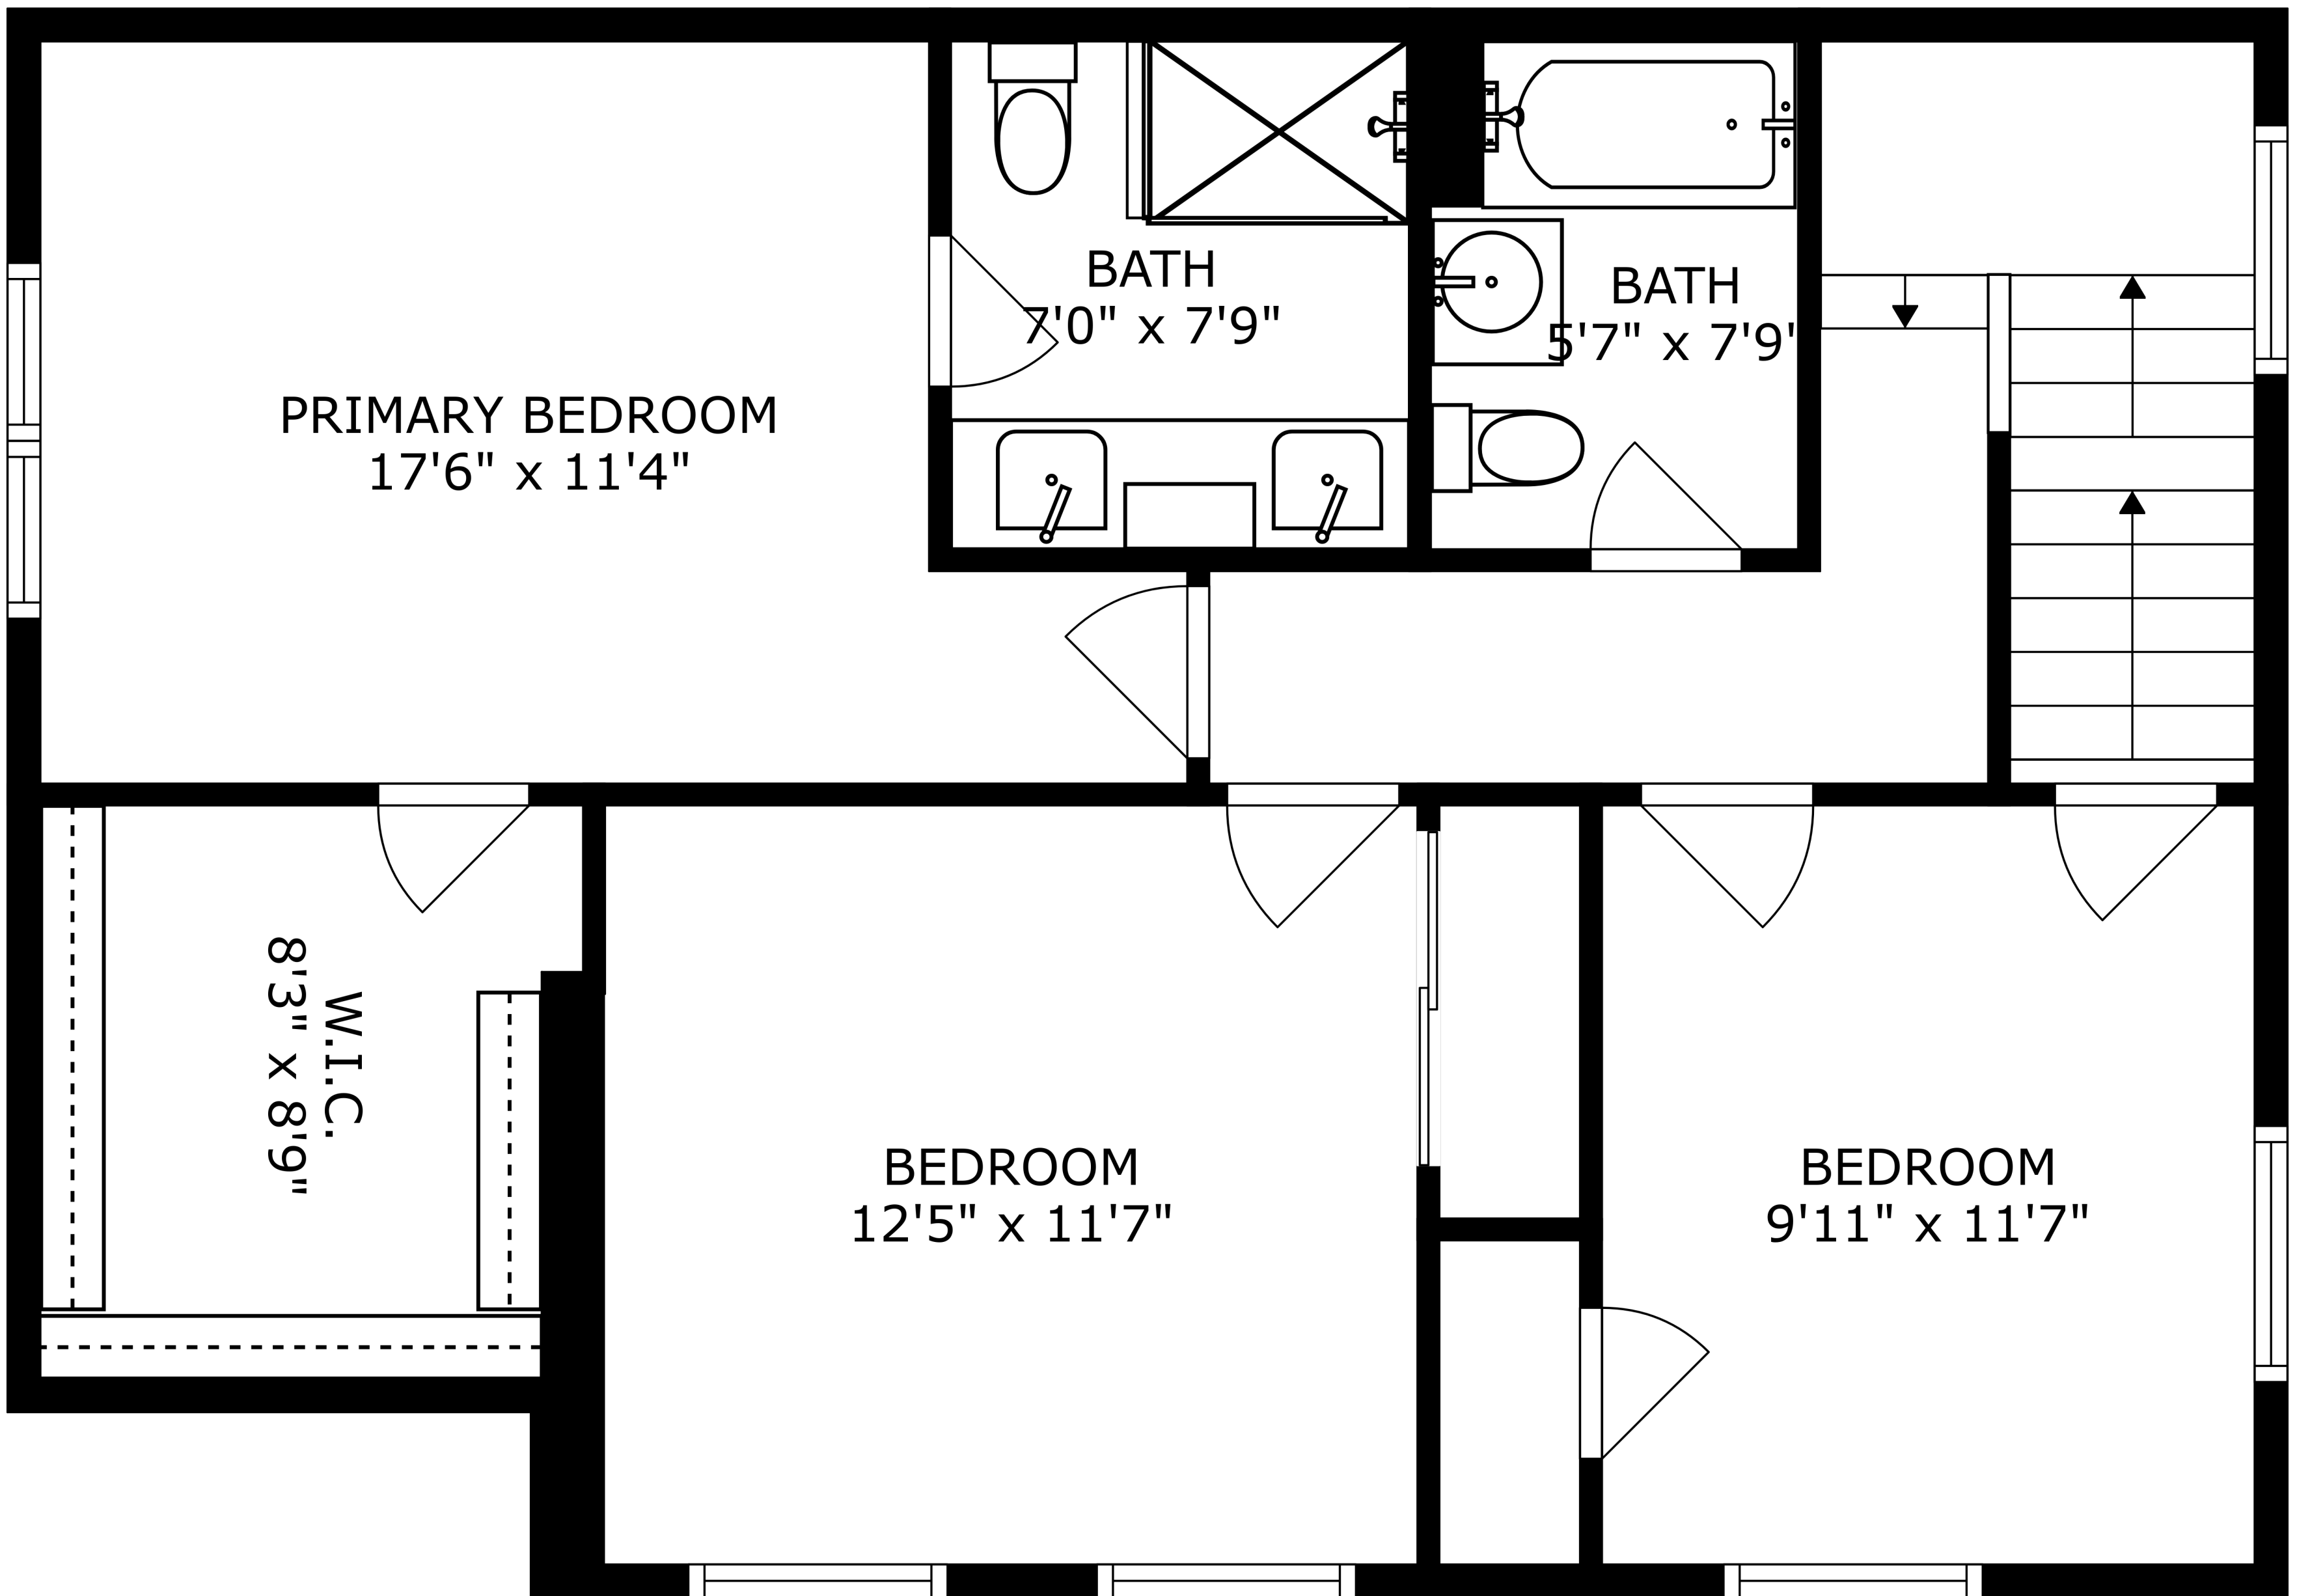 BATH
7'0" x 7'9"
BATH
5'7" x 7'9'
PRIMARY BEDROOM
17'6" x 11'4"
W.I.C.
8'3" x 8'9"
BEDROOM
12'5" x 11'7"
BEDROOM
9'11" x 11'7"